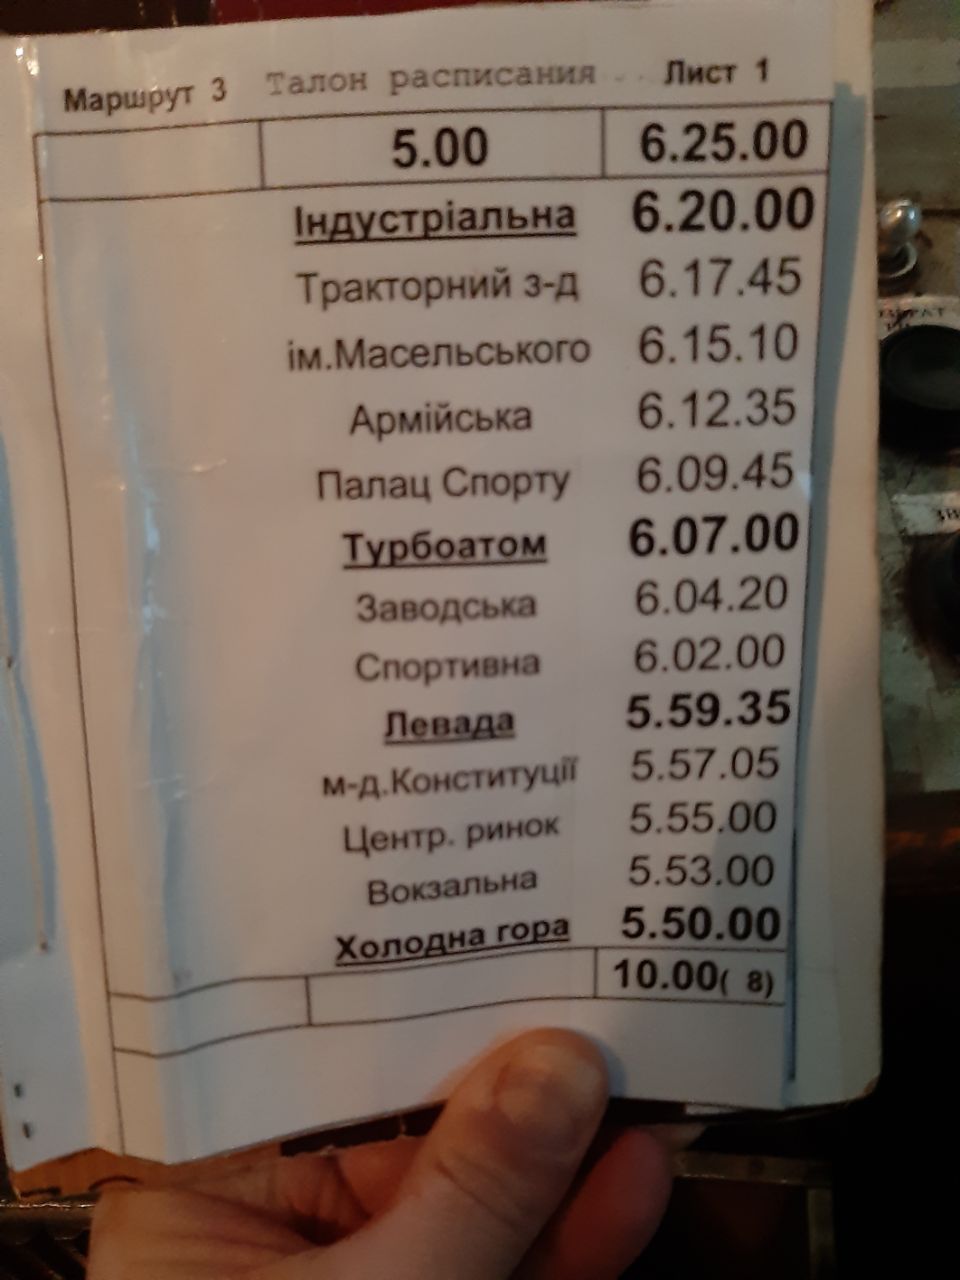 Маршрут 3 Талон расписания Лист 1
5.00 6.25.00
Індустріальна 6.20.00
Тракторний з-д 6.17.45
ім.Масельського 6.15.10
Армійська 6.12.35
Палац Спорту 6.09.45
Турбоатом 6.07.00
Заводська 6.04.20
Спортивна 6.02.00
Левада 5.59.35
м-д.Конституції 5.57.05
Центр. ринок 5.55.00
Вокзальна 5.53.00
Холодна гора 5.50.00
10.00( 8)